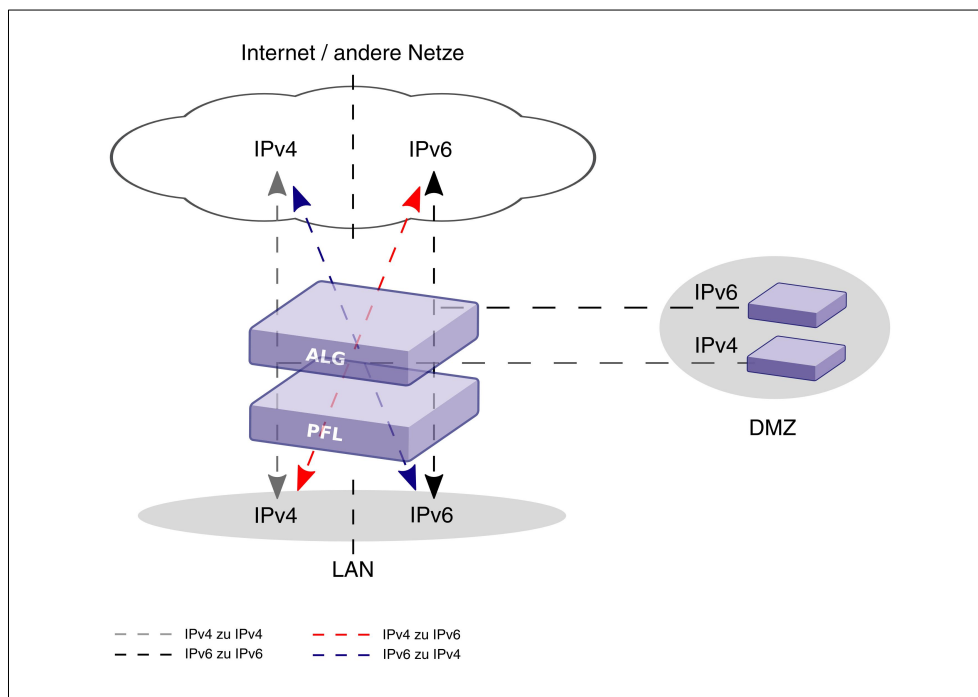 Internet / andere Netze
IPv4
IPv6
IPv6
ALG
IPv4
PFL
DMZ
IPv4
IPv6
LAN
IPv4 zu IPv4
IPv4 zu IPv6
IPv6 zu IPv6
IPv6 zu IPv4